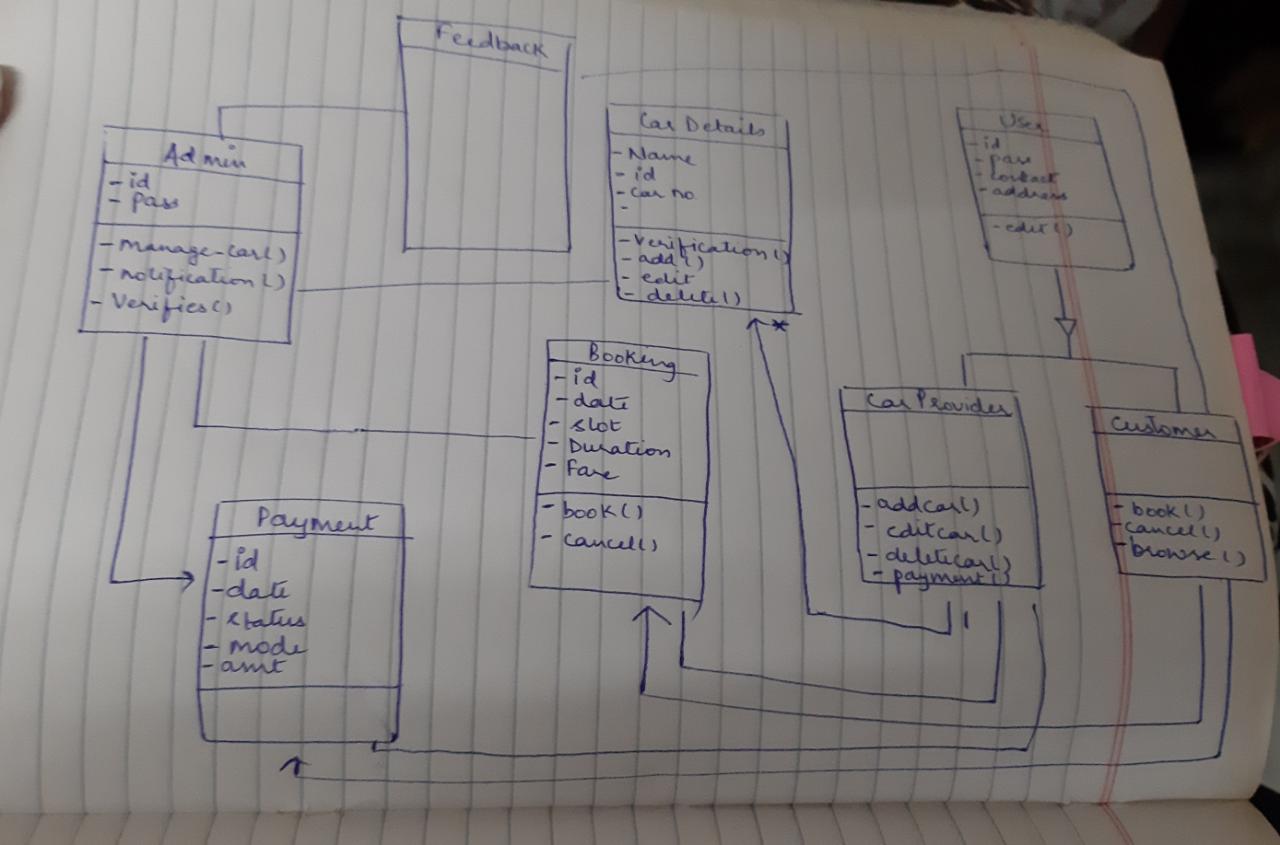 Feedback
Admin
- id
- Pass
- manage-car()
- notification()
- Verifies()
Car Details
- Name
- id
- car no
-
- Verification()
- add()
- edit
- delete()
*
User
- id
- pass
- contact
- address
- edit()
Booking
- id
- date
- slot
- Duration
- Fare
- book()
- cancel()
Car Provider
- addcar()
- editcar()
- deletecar()
- payment()
1
Customer
- book()
- cancel()
- browse()
Payment
- id
- date
- status
- mode
- amt